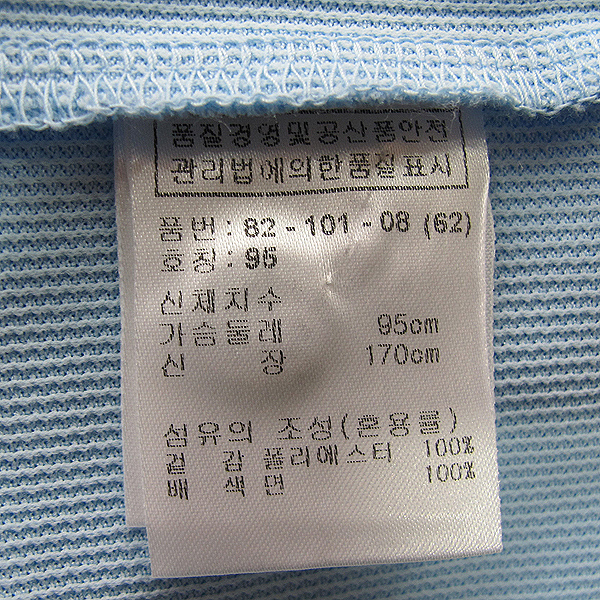 품질경영및공산품안전
관리법에의한품질표시
품번 : 82 - 101 - 08 (62)
호칭 : 95
신체치수
가슴둘레 95cm
신 장 170cm
섬유의 조성(혼용률)
겉 감 폴리에스터 100%
배 색 면 100%